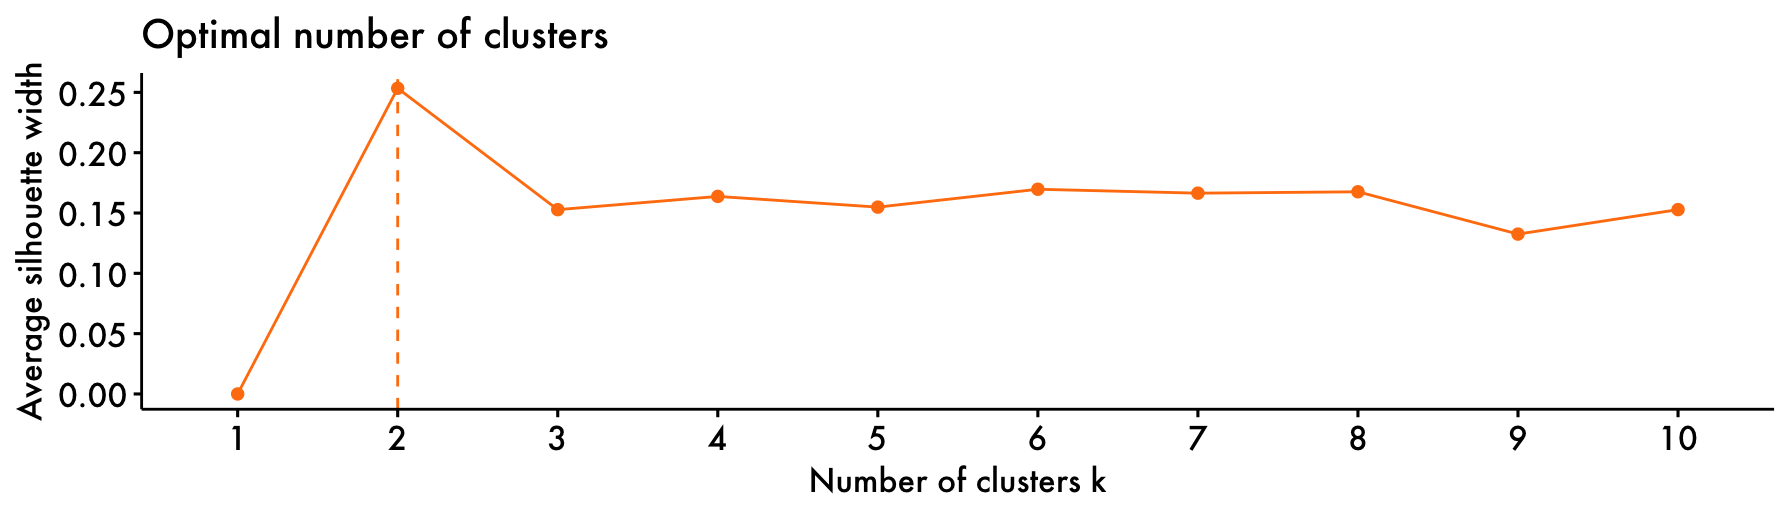 Optimal number of clusters
Average silhouette width
0.25
0.20
0.15
0.10
0.05
0.00
1 2 3 4 5 6 7 8 9 10
Number of clusters k